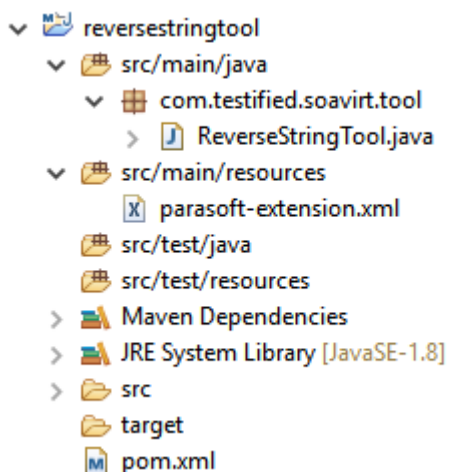 reversestringtool
src/main/java
com.testified.soavirt.tool
ReverseStringTool.java
src/main/resources
parasoft-extension.xml
src/test/java
src/test/resources
Maven Dependencies
JRE System Library [JavaSE-1.8]
src
target
pom.xml